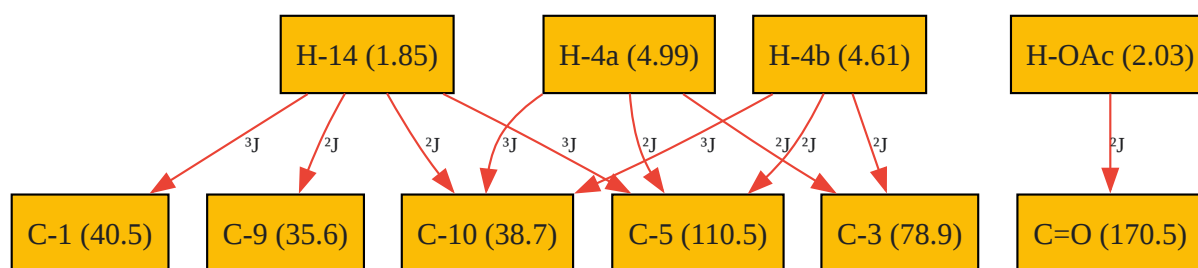 H-14 (1.85)
H-4a (4.99)
H-4b (4.61)
H-OAc (2.03)
³J
²J
²J
³J
³J
²J
²J
³J
²J
²J
²J
C-1 (40.5)
C-9 (35.6)
C-10 (38.7)
C-5 (110.5)
C-3 (78.9)
C=O (170.5)